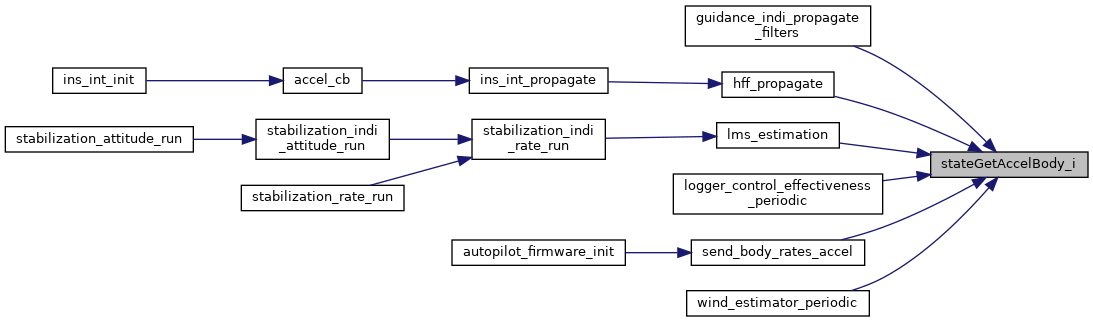 guidance_indi_propagate
_filters
ins_int_init
accel_cb
ins_int_propagate
hff_propagate
stabilization_attitude_run
stabilization_indi
_attitude_run
stabilization_indi
_rate_run
lms_estimation
stateGetAccelBody_i
stabilization_rate_run
logger_control_effectiveness
_periodic
autopilot_firmware_init
send_body_rates_accel
wind_estimator_periodic